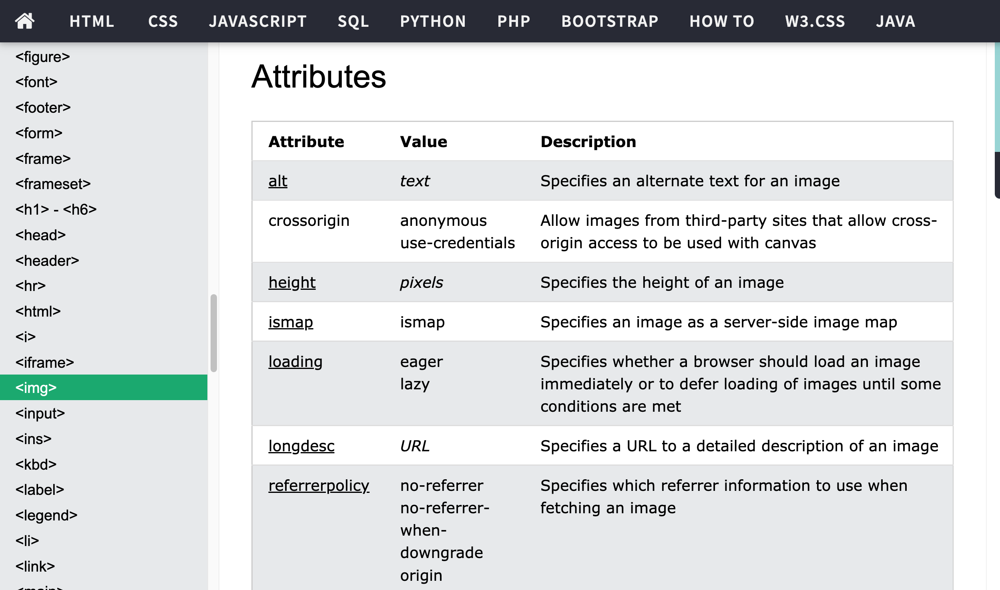 HTML CSS JAVASCRIPT SQL PYTHON PHP BOOTSTRAP HOW TO W3.CSS JAVA
<figure>
<font>
<footer>
<form>
<frame>
<frameset>
<h1> - <h6>
<head>
<header>
<hr>
<html>
<i>
<iframe>
<img>
<input>
<ins>
<kbd>
<label>
<legend>
<li>
<link>
Attributes
Attribute Value Description
alt text Specifies an alternate text for an image
crossorigin anonymous Allow images from third-party sites that allow cross-
use-credentials origin access to be used with canvas
height pixels Specifies the height of an image
ismap ismap Specifies an image as a server-side image map
loading eager Specifies whether a browser should load an image
lazy immediately or to defer loading of images until some
conditions are met
longdesc URL Specifies a URL to a detailed description of an image
referrerpolicy no-referrer Specifies which referrer information to use when
no-referrer- fetching an image
when-
downgrade
origin